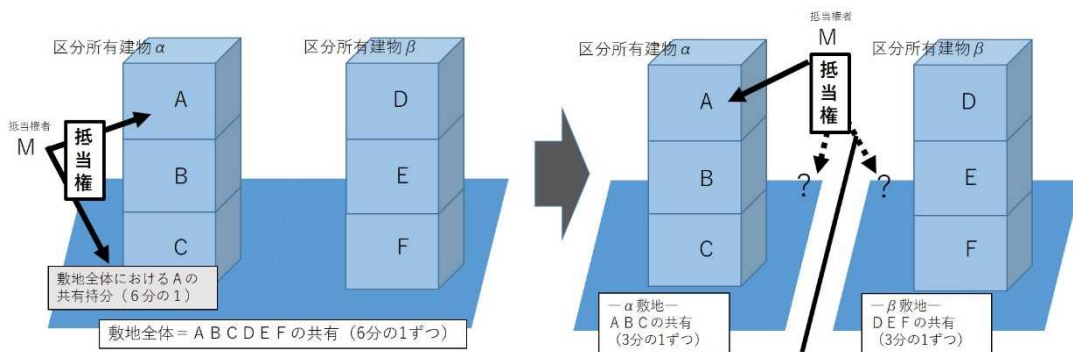 区分所有建物α
区分所有建物β
A
B
C
D
E
F
抵当権者
M
抵
当
権
敷地全体におけるAの
共有持分(6分の1)
敷地全体=ABCDEFの共有(6分の1ずつ)
区分所有建物α
抵当権者
M
区分所有建物β
抵
当
権
A
B
C
D
E
F
?
?
―α敷地―
ABCの共有
(3分の1ずつ)
―β敷地―
DEFの共有
(3分の1ずつ)